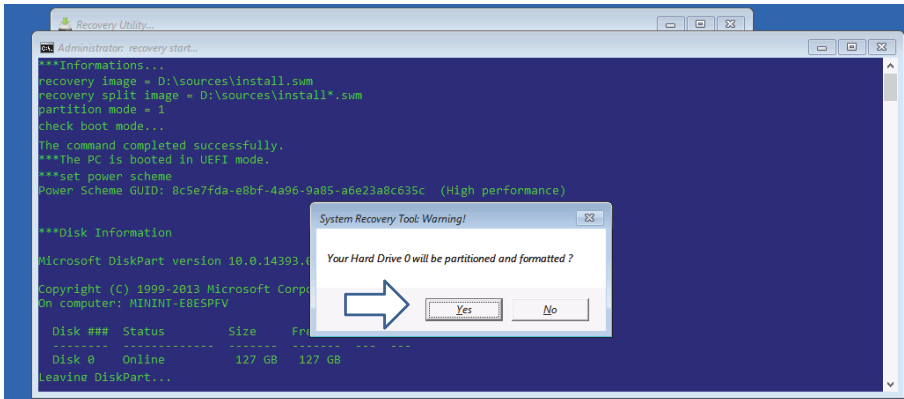 Recovery Utility...
Administrator: recovery start...
***Informations...
recovery image = D:\sources\install.swm
recovery split image = D:\sources\install*.swm
partition mode = 1
check boot mode...
The command completed successfully.
***The PC is booted in UEFI mode.
***set power scheme
Power Scheme GUID: 8c5e7fda-e8bf-4a96-9a85-a6e23a8c635c (High performance)
***Disk Information
Microsoft DiskPart version 10.0.14393.0
Copyright (C) 1999-2013 Microsoft Corpo
On computer: MININT-E8ESPFV
Disk ### Status Size Fre
-------- ------------- ------- ------- --- ---
Disk 0 Online 127 GB 127 GB
Leaving DiskPart...
System Recovery Tool: Warning!
Your Hard Drive 0 will be partitioned and formatted ?
Yes
No